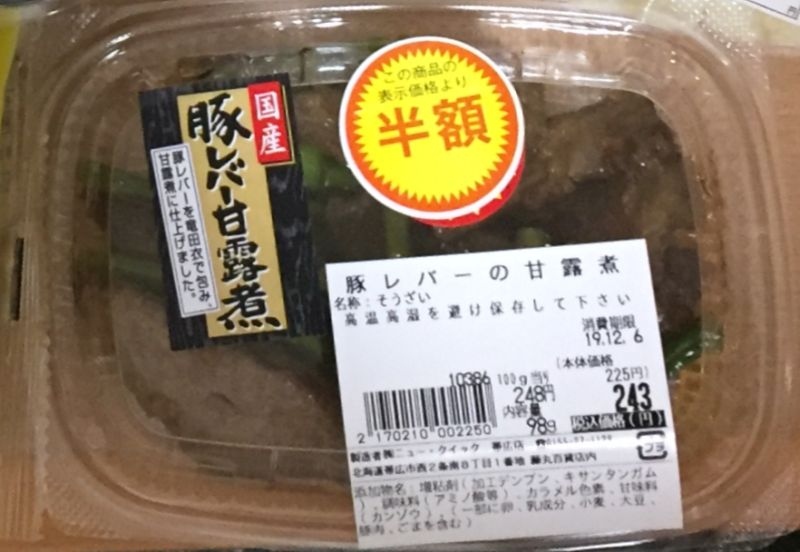 国産
豚レバー甘露煮
豚レバーを竜田衣で包み、
甘露煮に仕上げました。
この商品の
表示価格より
半額
豚レバーの甘露煮
名称：そうざい
高温高湿を避け保存して下さい
消費期限
19.12. 6
(本体価格
10386 100g当り 225円)
248円 243
内容量 税込価格(円)
98g
2 170210 002250
製造者㈱ニュー・クイック 帯広店
プラ
北海道帯広市西2条南8丁目1番地 藤丸百貨店内
添加物名：増粘剤(加工デンプン、キサンタンガム
)、調味料(アミノ酸等)、カラメル色素、甘味料
(カンゾウ)、(一部に卵、乳成分、小麦、大豆、
豚肉、ごまを含む)